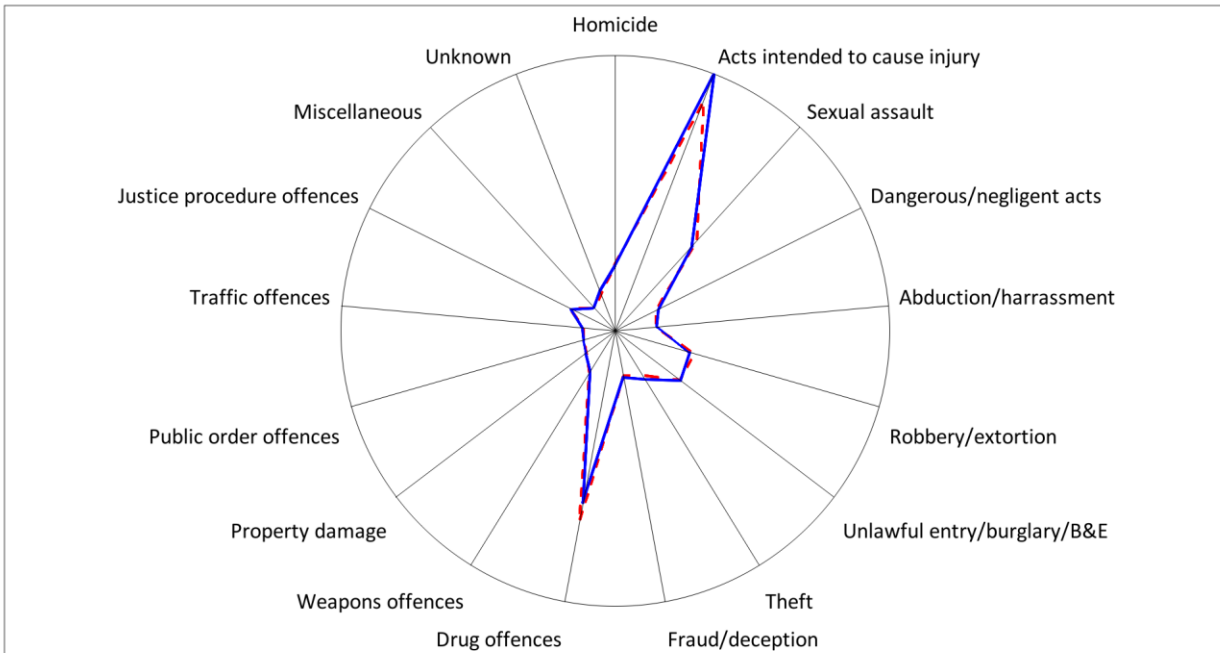 Homicide
Acts intended to cause injury
Sexual assault
Dangerous/negligent acts
Abduction/harrassment
Robbery/extortion
Unlawful entry/burglary/B&E
Theft
Fraud/deception
Drug offences
Weapons offences
Property damage
Public order offences
Traffic offences
Justice procedure offences
Miscellaneous
Unknown